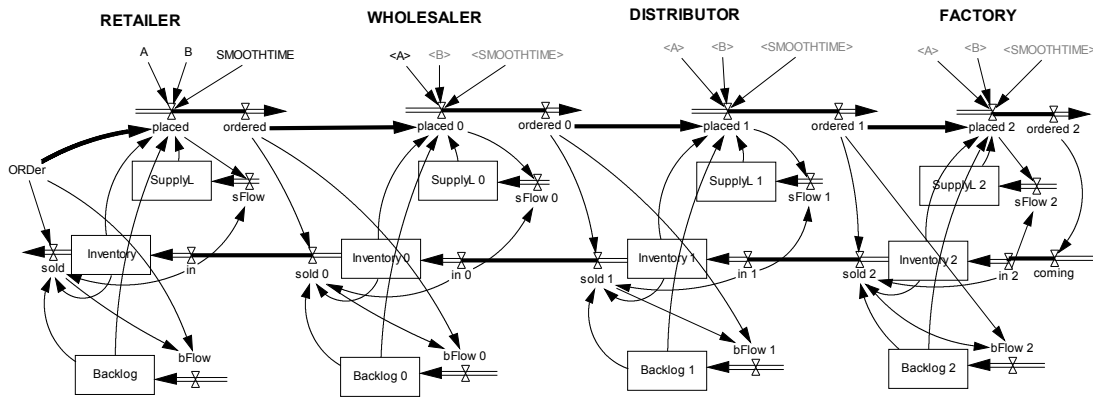 RETAILER
WHOLESALER
DISTRIBUTOR
FACTORY
A
B
SMOOTHTIME
<A>
<B>
<SMOOTHTIME>
<A>
<B>
<SMOOTHTIME>
<A>
<B>
<SMOOTHTIME>
placed
ordered
placed 0
ordered 0
placed 1
ordered 1
placed 2
ordered 2
ORDer
SupplyL
sFlow
SupplyL 0
sFlow 0
SupplyL 1
sFlow 1
SupplyL 2
sFlow 2
sold
Inventory
in
sold 0
Inventory 0
in 0
sold 1
Inventory 1
in 1
sold 2
Inventory 2
in 2
coming
bFlow
bFlow 0
bFlow 1
bFlow 2
Backlog
Backlog 0
Backlog 1
Backlog 2